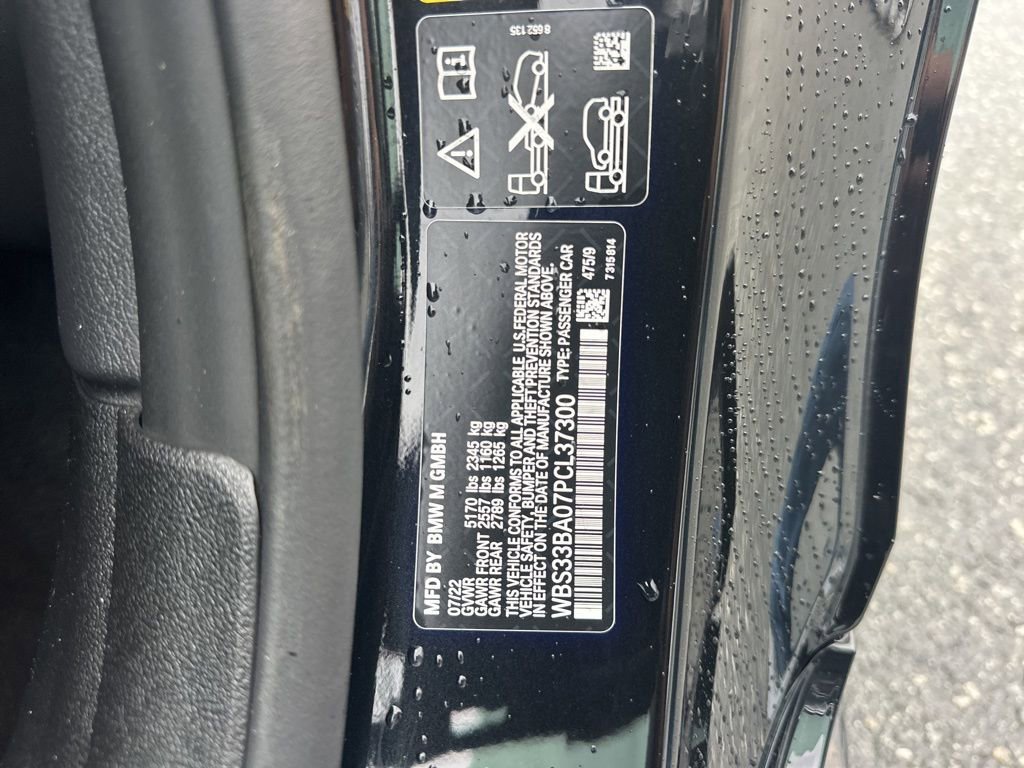 8 652 135
MFD BY BMW M GMBH
07/22
GVWR 5170 lbs 2345 kg
GAWR FRONT 2557 lbs 1160 kg
GAWR REAR 2789 lbs 1265 kg
THIS VEHICLE CONFORMS TO ALL APPLICABLE U.S.FEDERAL MOTOR
VEHICLE SAFETY, BUMPER AND THEFT PREVENTION STANDARDS
IN EFFECT ON THE DATE OF MANUFACTURE SHOWN ABOVE.
WBS33BA07PCL37300 TYPE: PASSENGER CAR
475/9
7315814